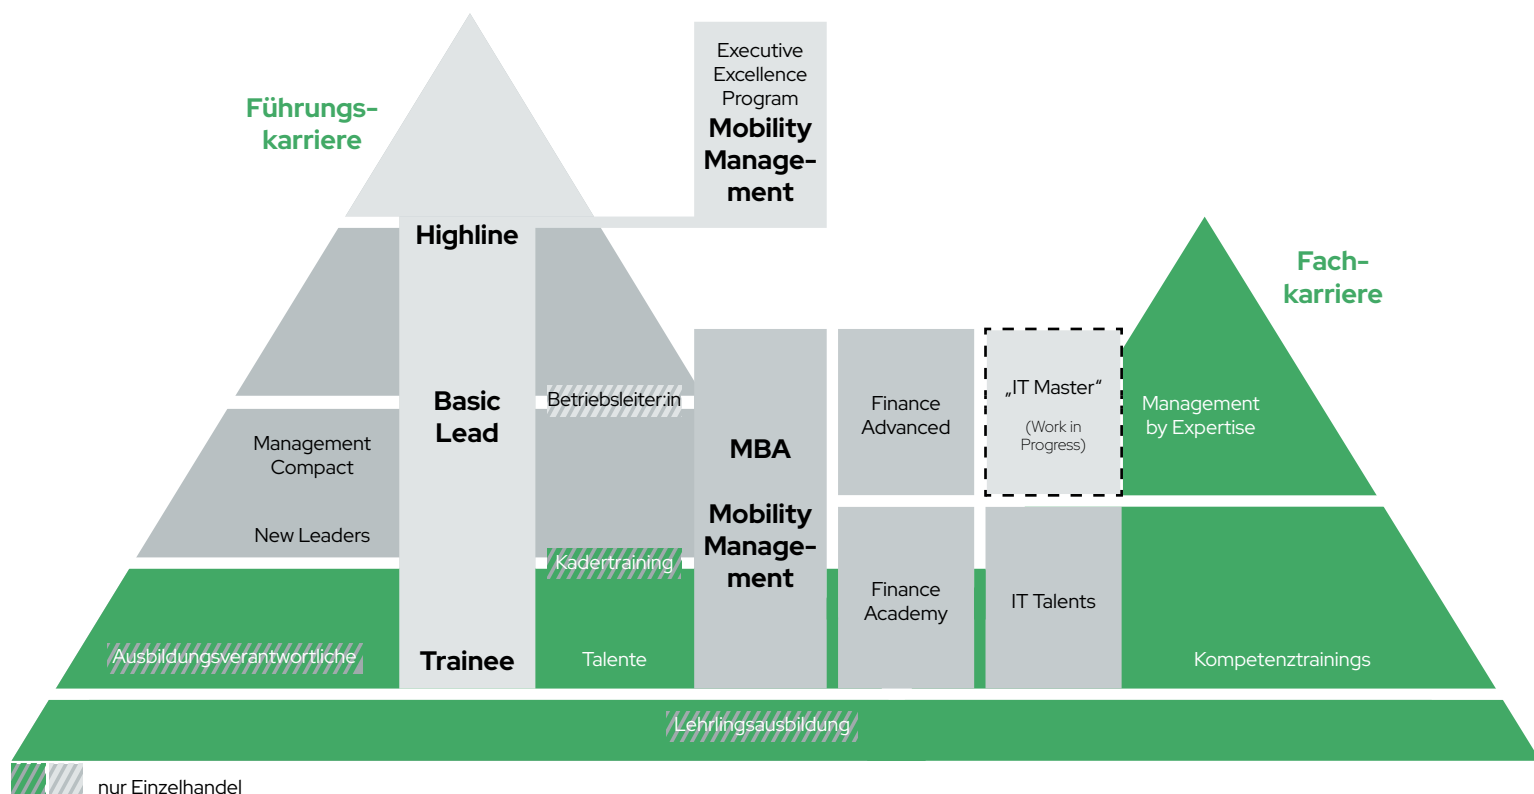 Executive
Excellence
Program
Mobility
Manage-
ment
Führungs-
karriere
Highline
Fach-
karriere
Basic
Lead
Betriebsleiter:in
Management
Compact
New Leaders
MBA
Mobility
Manage-
ment
Finance
Advanced
„IT Master“
(Work in
Progress)
Management
by Expertise
Kadertraining
Finance
Academy
IT Talents
Ausbildungsverantwortliche
Trainee
Talente
Kompetenztrainings
Lehrlingsausbildung
nur Einzelhandel